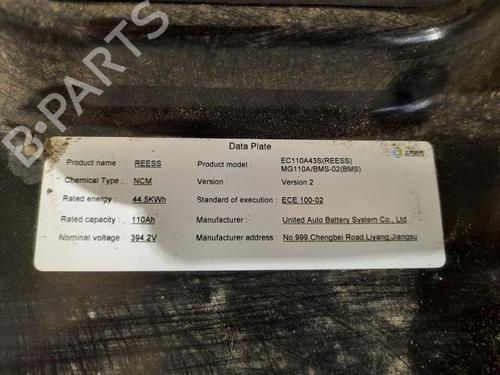 Data Plate
Product name : REESS Product model : EC110A43S(REESS)
MG110A/BMS-02(BMS)
Chemical Type : NCM Version : Version 2
Rated energy : 44.5KWh Standard of execution : ECE 100-02
Rated capacity : 110Ah Manufacturer : United Auto Battery System Co., Ltd
Nominal voltage : 394.2V Manufacturer address : No.999,Chengbei Road,Liyang,Jiangsu
B-PARTS